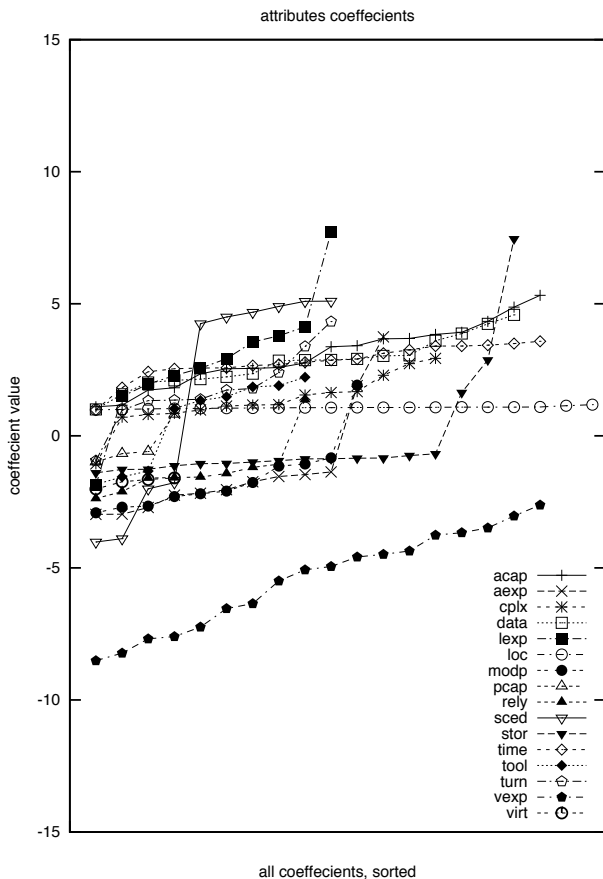 attributes coeffecients
15
10
5
0
-5
-10
-15
coeffecient value
all coeffecients, sorted
acap
aexp
cplx
data
lexp
loc
modp
pcap
rely
sced
stor
time
tool
turn
vexp
virt